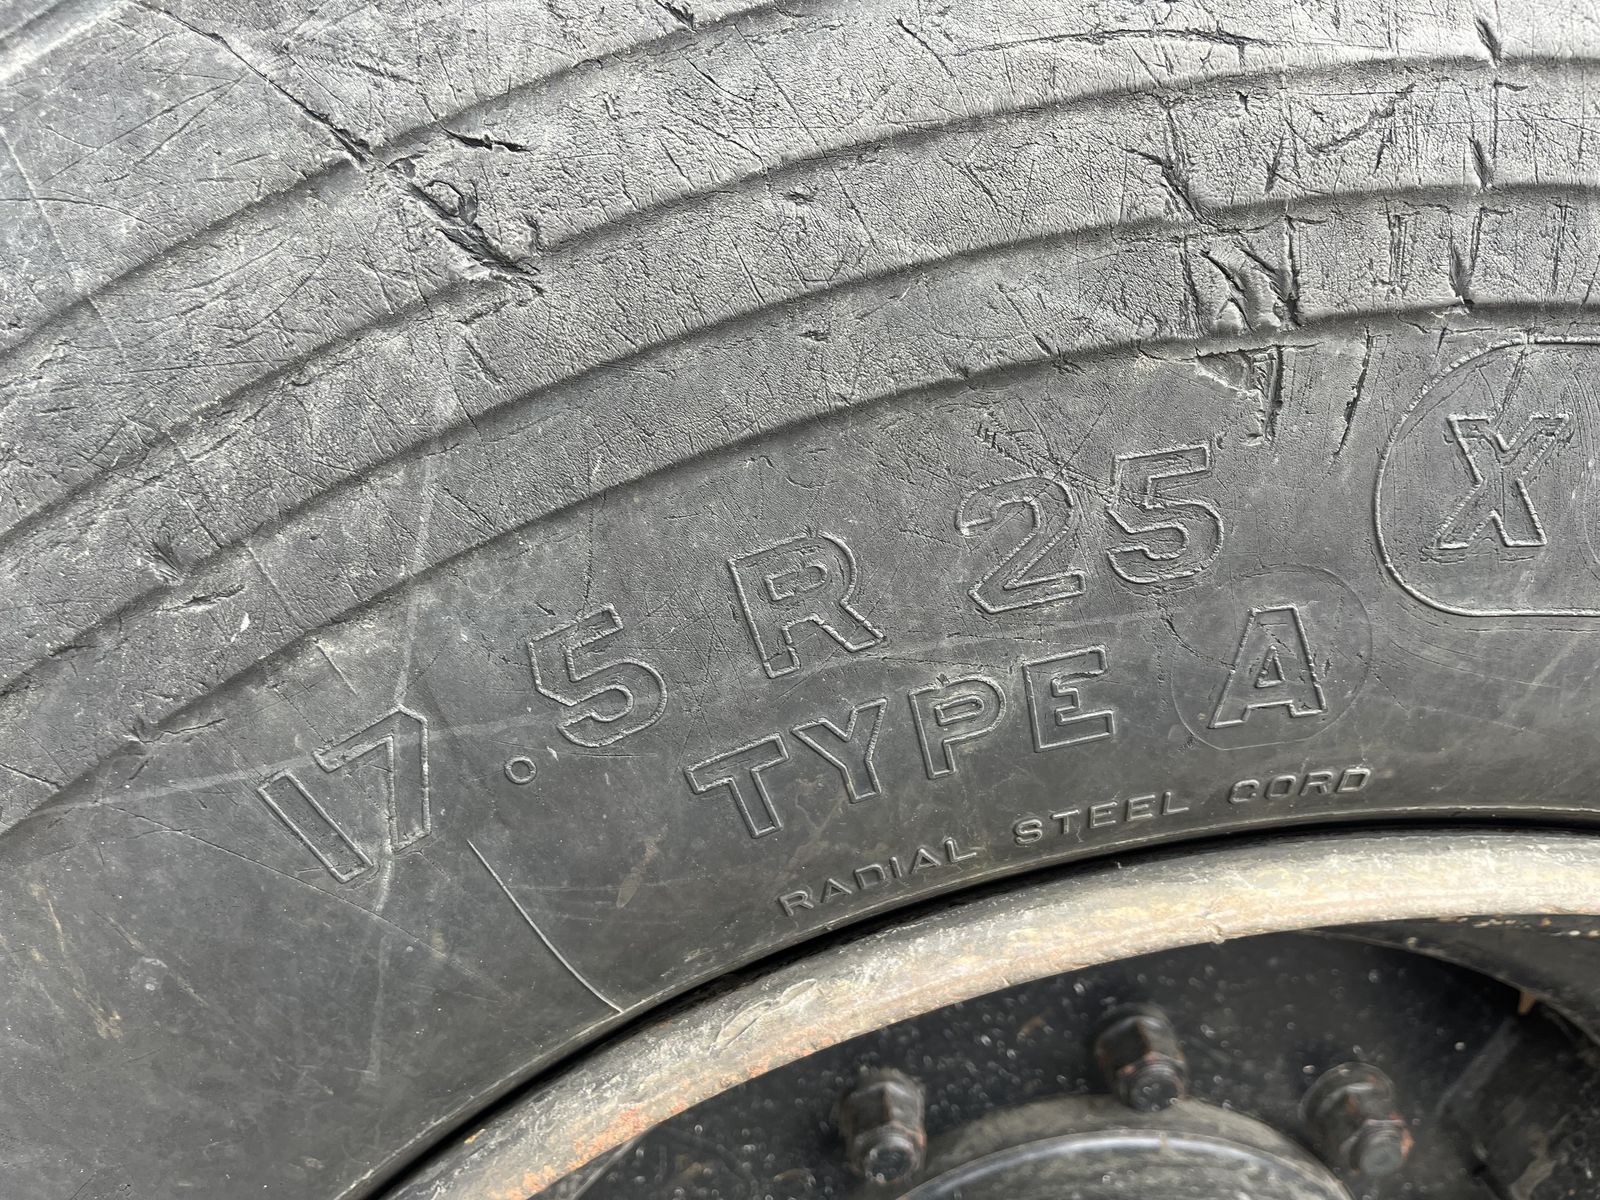 17.5 R 25 X
TYPE A
RADIAL STEEL CORD